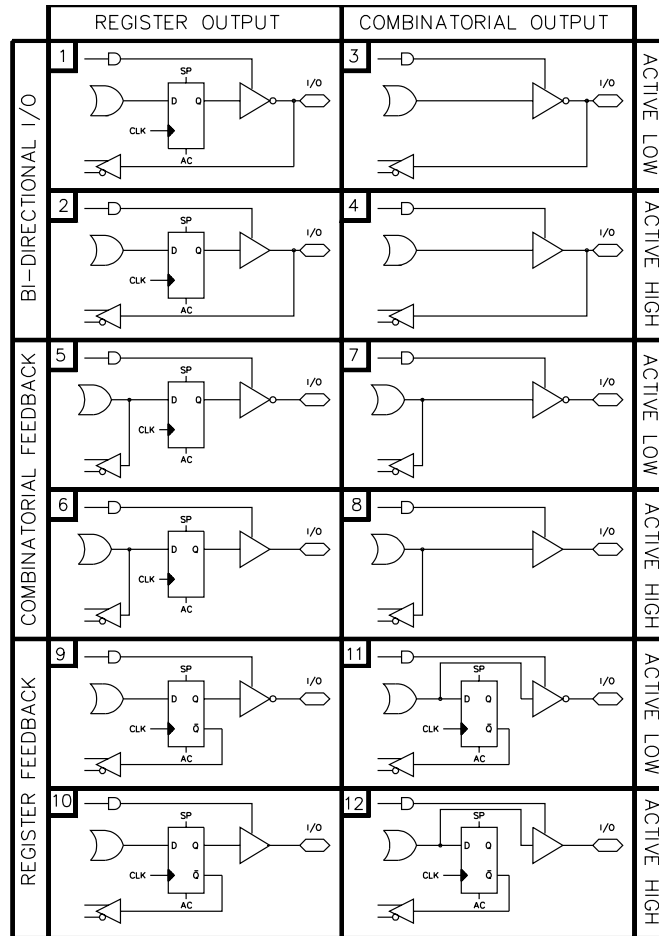 REGISTER OUTPUT COMBINATORIAL OUTPUT
BI-DIRECTIONAL I/O
1
SP
I/O
D Q
CLK
AC
3
I/O
ACTIVE LOW
2
SP
I/O
D Q
CLK
AC
4
I/O
ACTIVE HIGH
COMBINATORIAL FEEDBACK
5
SP
I/O
D Q
CLK
AC
7
I/O
ACTIVE LOW
6
SP
I/O
D Q
CLK
AC
8
I/O
ACTIVE HIGH
REGISTER FEEDBACK
9
SP
I/O
D Q
CLK Q̅
AC
11
SP
I/O
D Q
CLK Q̅
AC
ACTIVE LOW
10
SP
I/O
D Q
CLK Q̅
AC
12
SP
I/O
D Q
CLK Q̅
AC
ACTIVE HIGH